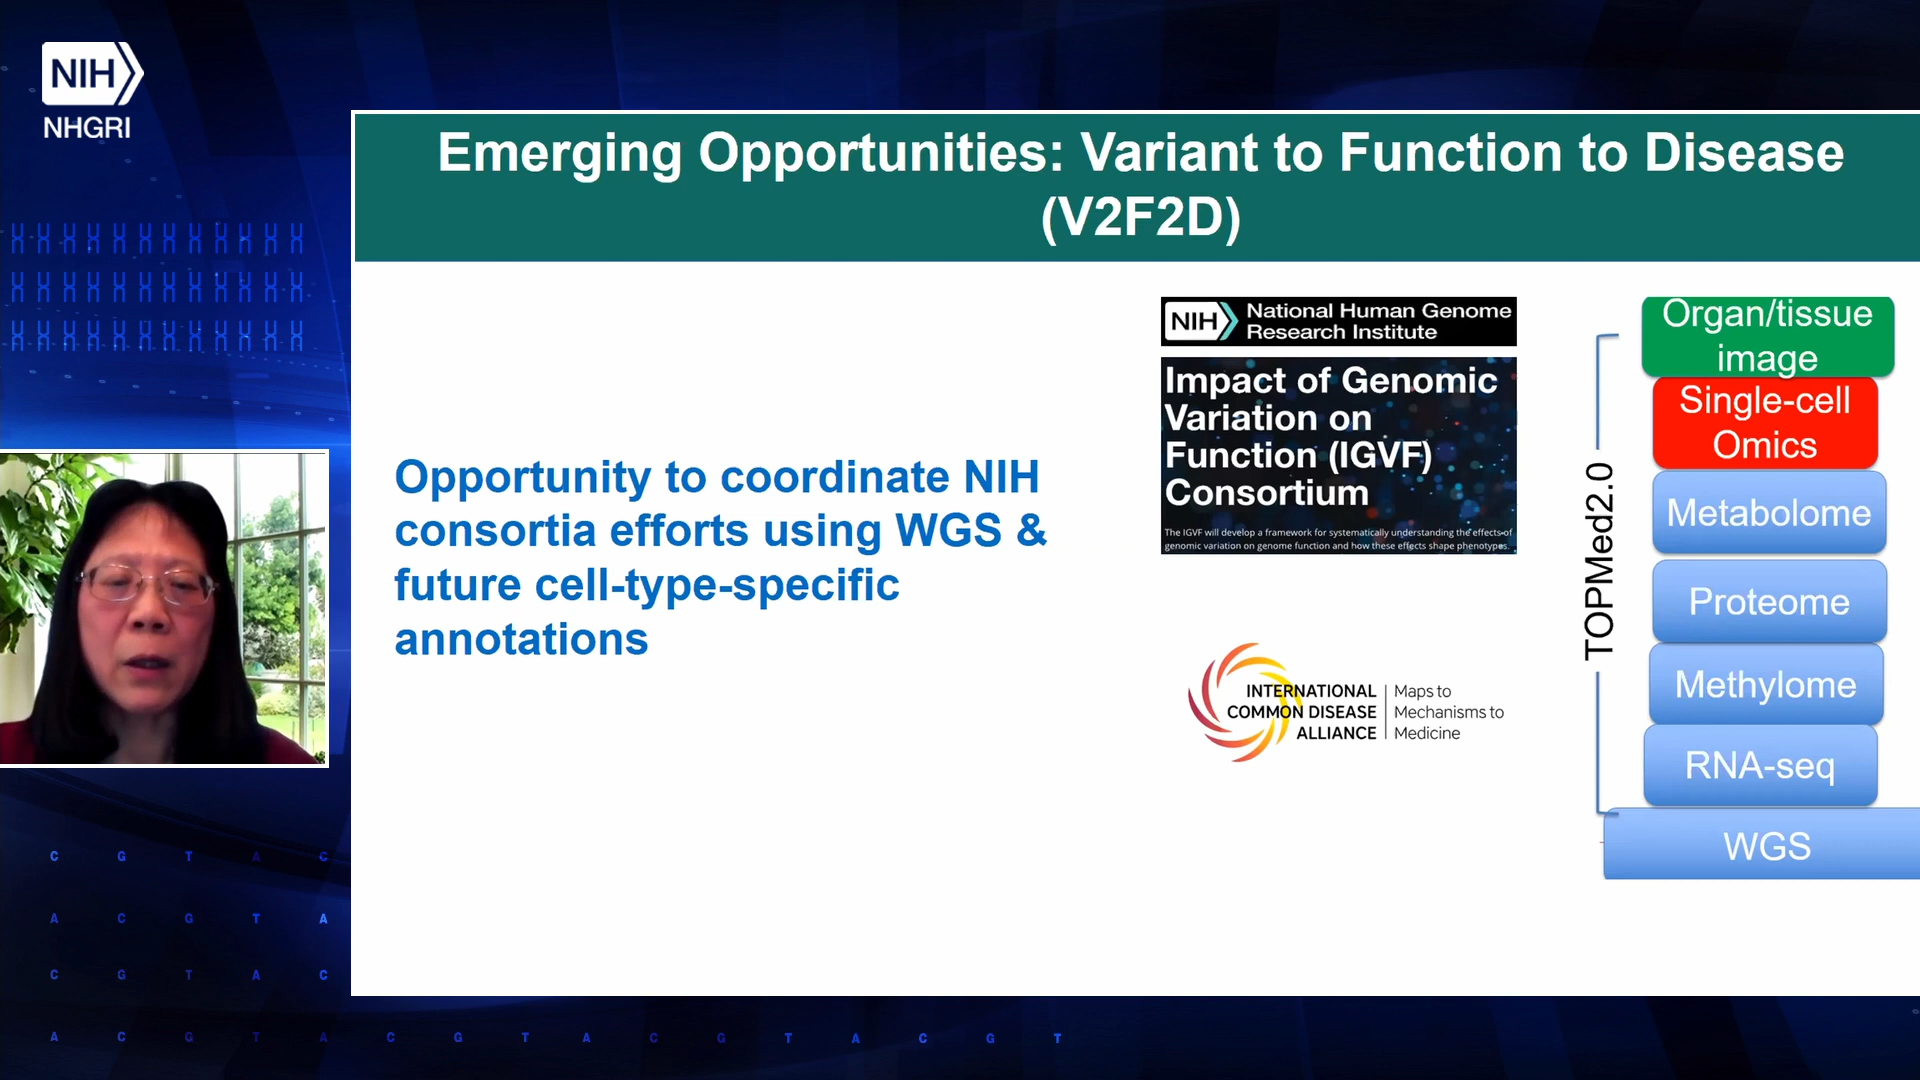 NIH
NHGRI
Emerging Opportunities: Variant to Function to Disease
(V2F2D)
Opportunity to coordinate NIH
consortia efforts using WGS &
future cell-type-specific
annotations
NIH National Human Genome
Research Institute
Impact of Genomic
Variation on
Function (IGVF)
Consortium
The IGVF will develop a framework for systematically understanding the effects of
genomic variation on genome function and how these effects shape phenotypes.
INTERNATIONAL
COMMON DISEASE
ALLIANCE
Maps to
Mechanisms to
Medicine
TOPMed2.0
Organ/tissue
image
Single-cell
Omics
Metabolome
Proteome
Methylome
RNA-seq
WGS
C G T A C
A C G T A
C G T A C
A C G T A C G T A C G T A C G T